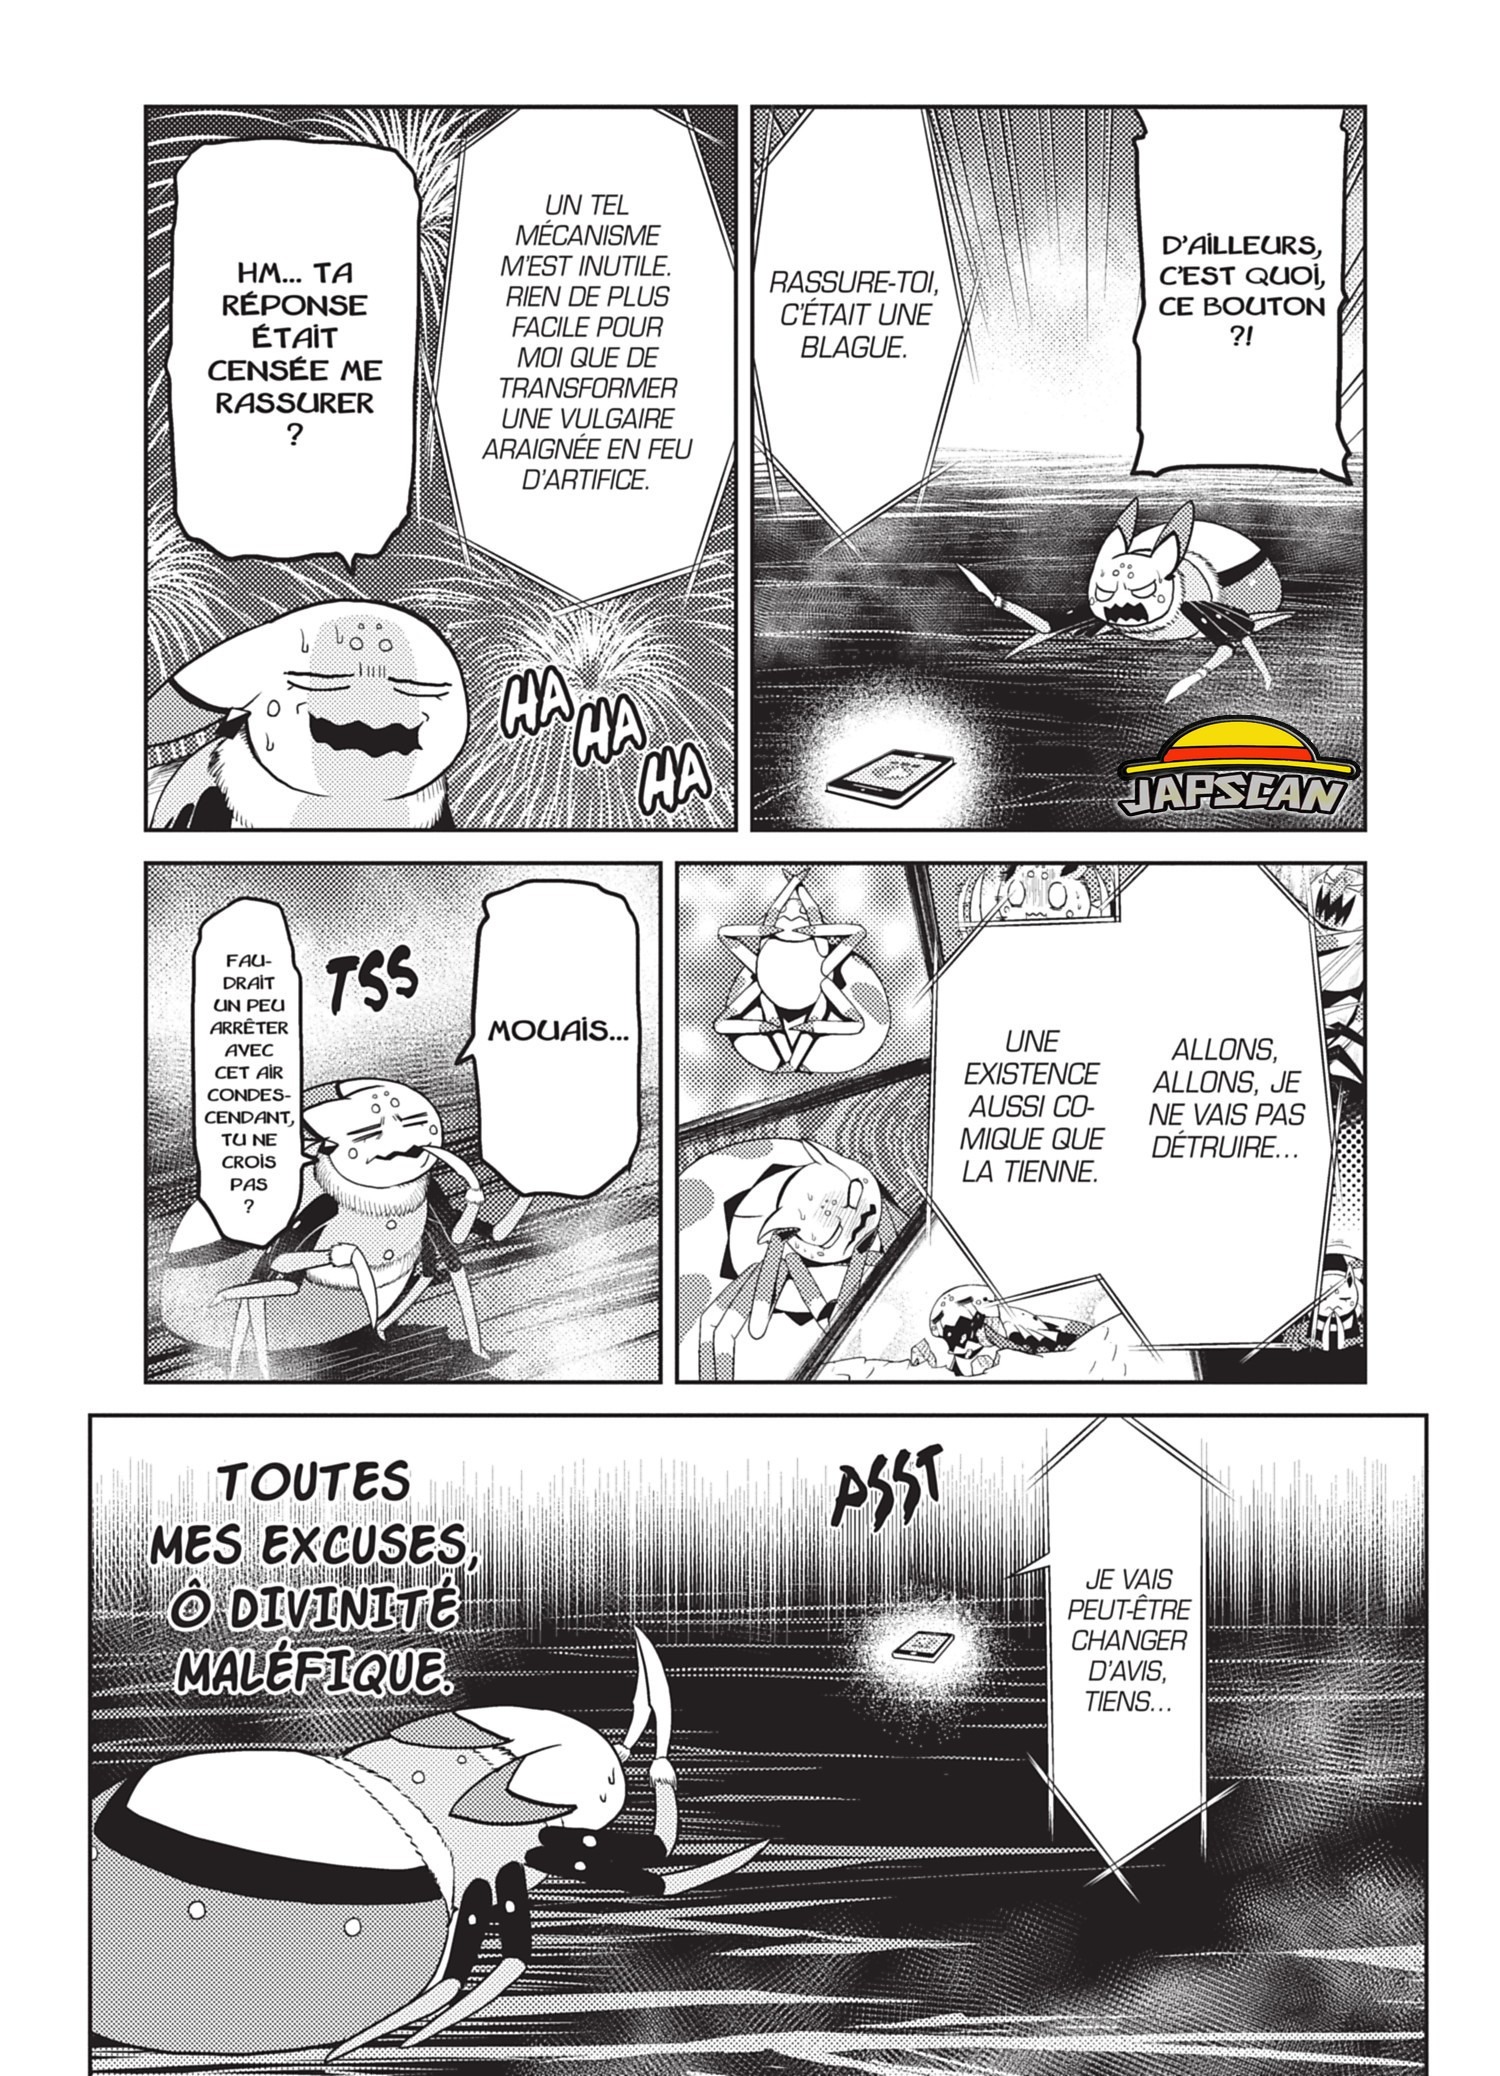 D'AILLEURS,
C'EST QUOI,
CE BOUTON
?!
RASSURE-TOI,
C'ÉTAIT UNE
BLAGUE.
JAPSCAN
UN TEL
MÉCANISME
M'EST INUTILE.
RIEN DE PLUS
FACILE POUR
MOI QUE DE
TRANSFORMER
UNE VULGAIRE
ARAIGNÉE EN FEU
D'ARTIFICE.
HM... TA
RÉPONSE
ÉTAIT
CENSÉE ME
RASSURER
?
HA
HA
HA
ALLONS,
ALLONS, JE
NE VAIS PAS
DÉTRUIRE...
UNE
EXISTENCE
AUSSI CO-
MIQUE QUE
LA TIENNE.
MOUAIS...
TSS
FAU-
DRAIT
UN PEU
ARRÊTER
AVEC
CET AIR
CONDES-
CENDANT,
TU NE
CROIS
PAS
?
JE VAIS
PEUT-ÊTRE
CHANGER
D'AVIS,
TIENS...
PSST
TOUTES
MES EXCUSES,
Ô DIVINITÉ
MALÉFIQUE.